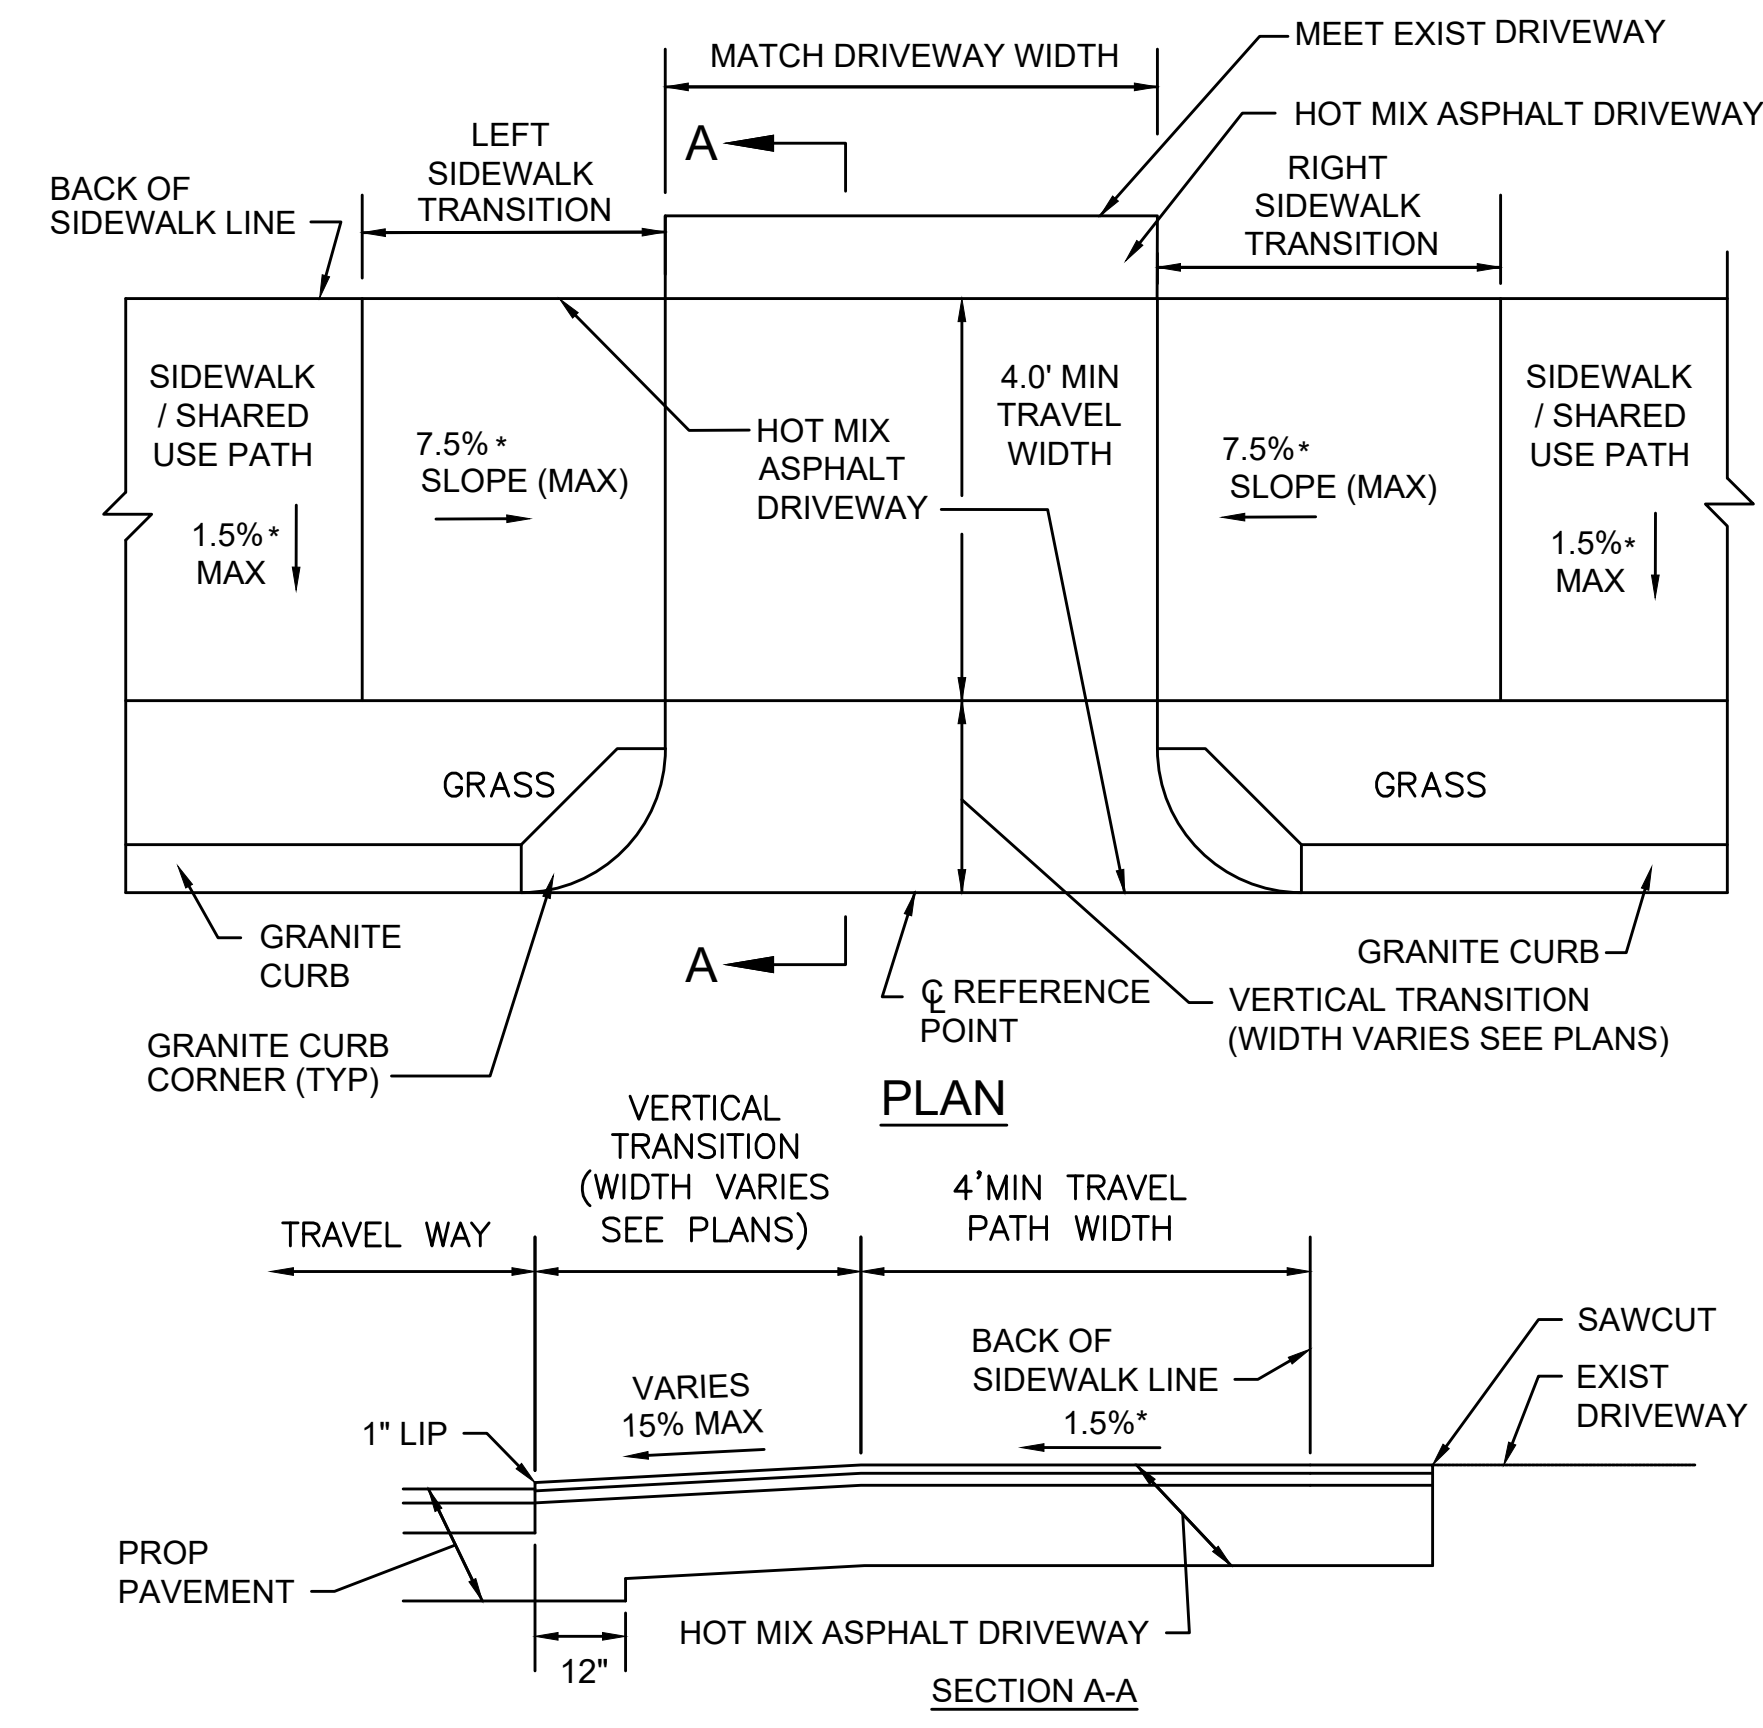 MATCH DRIVEWAY WIDTH
MEET EXIST DRIVEWAY
HOT MIX ASPHALT DRIVEWAY
LEFT
SIDEWALK
TRANSITION
A
RIGHT
SIDEWALK
TRANSITION
BACK OF
SIDEWALK LINE
SIDEWALK
/ SHARED
USE PATH
1.5%*
MAX
7.5%*
SLOPE (MAX)
HOT MIX
ASPHALT
DRIVEWAY
4.0' MIN
TRAVEL
WIDTH
7.5%*
SLOPE (MAX)
SIDEWALK
/ SHARED
USE PATH
1.5%*
MAX
GRASS
GRASS
GRANITE
CURB
A
℄ REFERENCE
POINT
GRANITE CURB
VERTICAL TRANSITION
(WIDTH VARIES SEE PLANS)
GRANITE CURB
CORNER (TYP)
PLAN
VERTICAL
TRANSITION
(WIDTH VARIES
SEE PLANS)
TRAVEL WAY
4'MIN TRAVEL
PATH WIDTH
BACK OF
SIDEWALK LINE
SAWCUT
EXIST
DRIVEWAY
VARIES
15% MAX
1.5%*
1" LIP
PROP
PAVEMENT
HOT MIX ASPHALT DRIVEWAY
12"
SECTION A-A